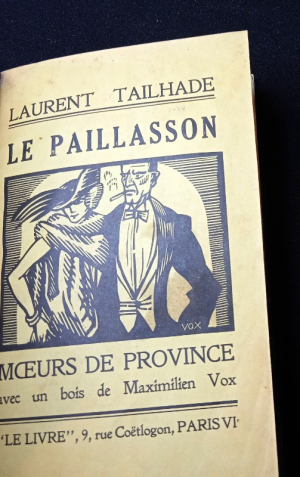 LAURENT TAILHADE
LE PAILLASSON
VOX
MŒURS DE PROVINCE
avec un bois de Maximilien Vox
"LE LIVRE", 9, rue Coëtlogon, PARIS VI